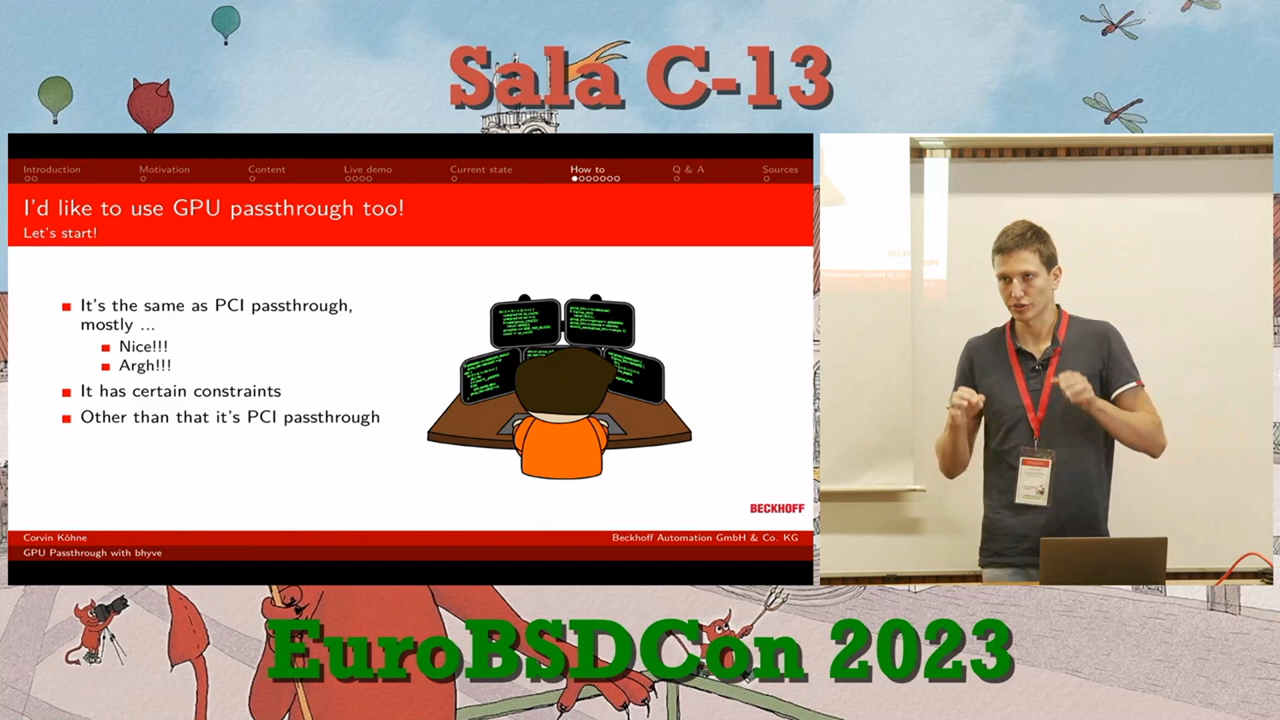 Sala C-13
Introduction
Motivation
Content
Live demo
Current state
How to
Q & A
Sources
I'd like to use GPU passthrough too!
Let's start!
It's the same as PCI passthrough,
mostly ...
Nice!!!
Argh!!!
It has certain constraints
Other than that it's PCI passthrough
BECKHOFF
Corvin Köhne
Beckhoff Automation GmbH & Co. KG
GPU Passthrough with bhyve
EuroBSDCon 2023